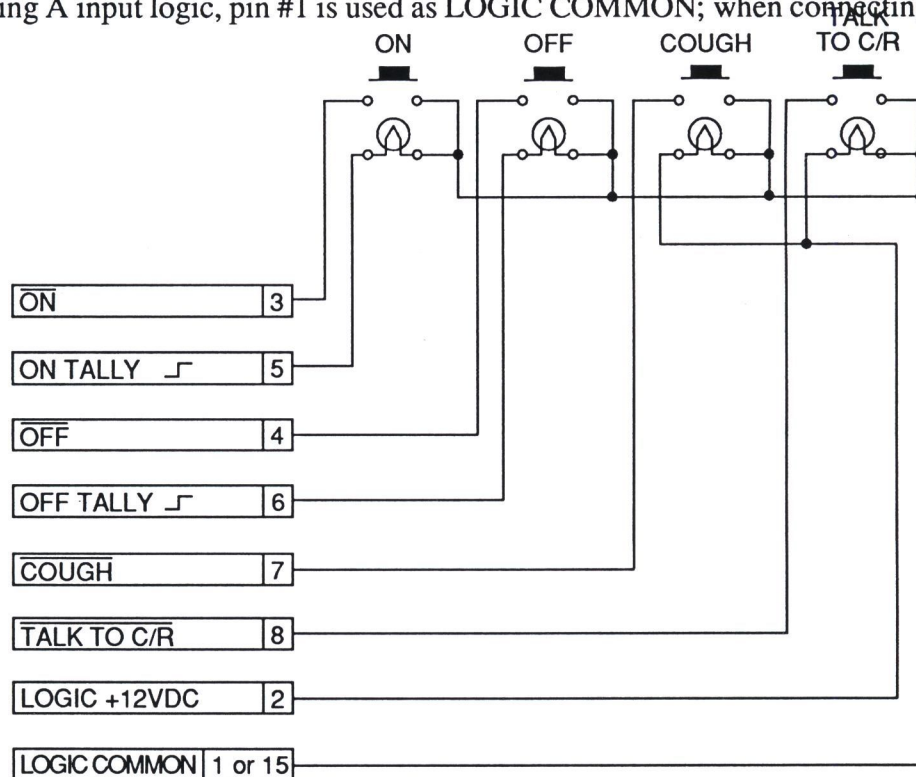 ing A input logic, pin #1 is used as LOGIC COMMON; when connectin
ON OFF COUGH TALK TO C/R
ON 3
ON TALLY 5
OFF 4
OFF TALLY 6
COUGH 7
TALK TO C/R 8
LOGIC +12VDC 2
LOGIC COMMON 1 or 15